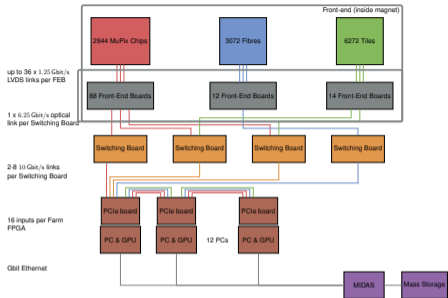 Front-end (inside magnet)
2844 MuPix Chips
3072 Fibres
6272 Tiles
up to 36 x 1.25 Gbit/s
LVDS links per FEB
88 Front-End Boards
12 Front-End Boards
14 Front-End Boards
1 x 6.25 Gbit/s optical
link per Switching Board
Switching Board
Switching Board
Switching Board
Switching Board
2-8 10 Gbit/s links
per Switching Board
PCIe board
PCIe board
PCIe board
16 inputs per Farm
FPGA
PC & GPU
PC & GPU
12 PCs
PC & GPU
Gbit Ethernet
MIDAS
Mass Storage